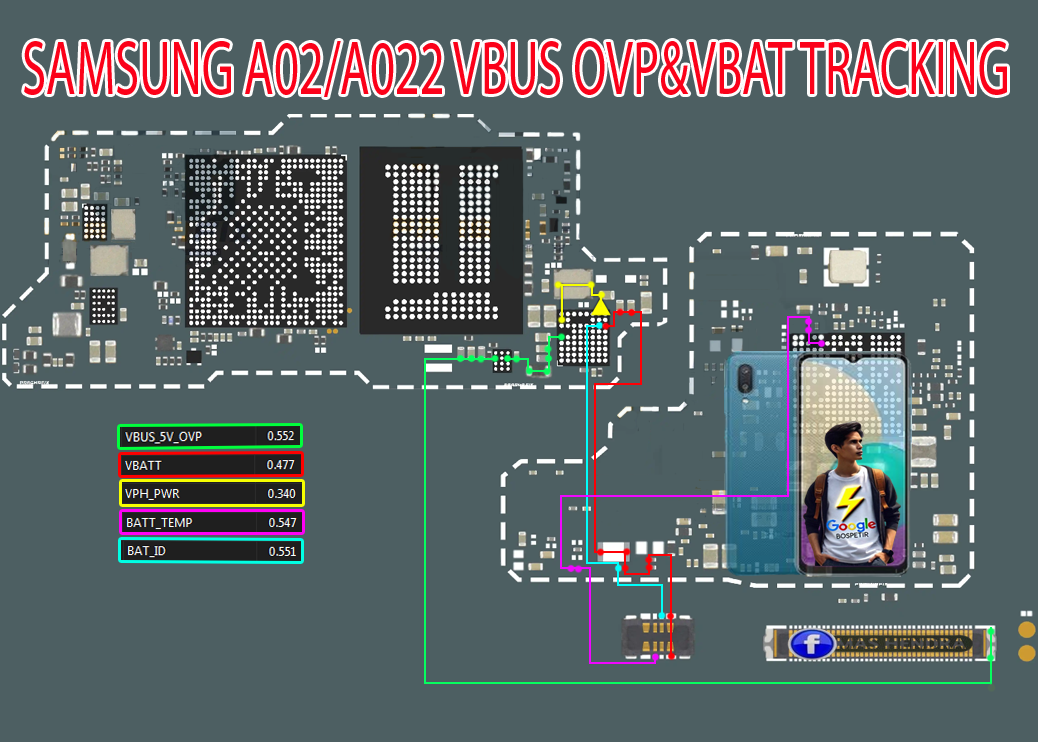 SAMSUNG A02/A022 VBUS OVP&VBAT TRACKING
VBUS_5V_OVP 0.552
VBATT 0.477
VPH_PWR 0.340
BATT_TEMP 0.547
BAT_ID 0.551
Google
BOSPETIR
f MAS HENDRA